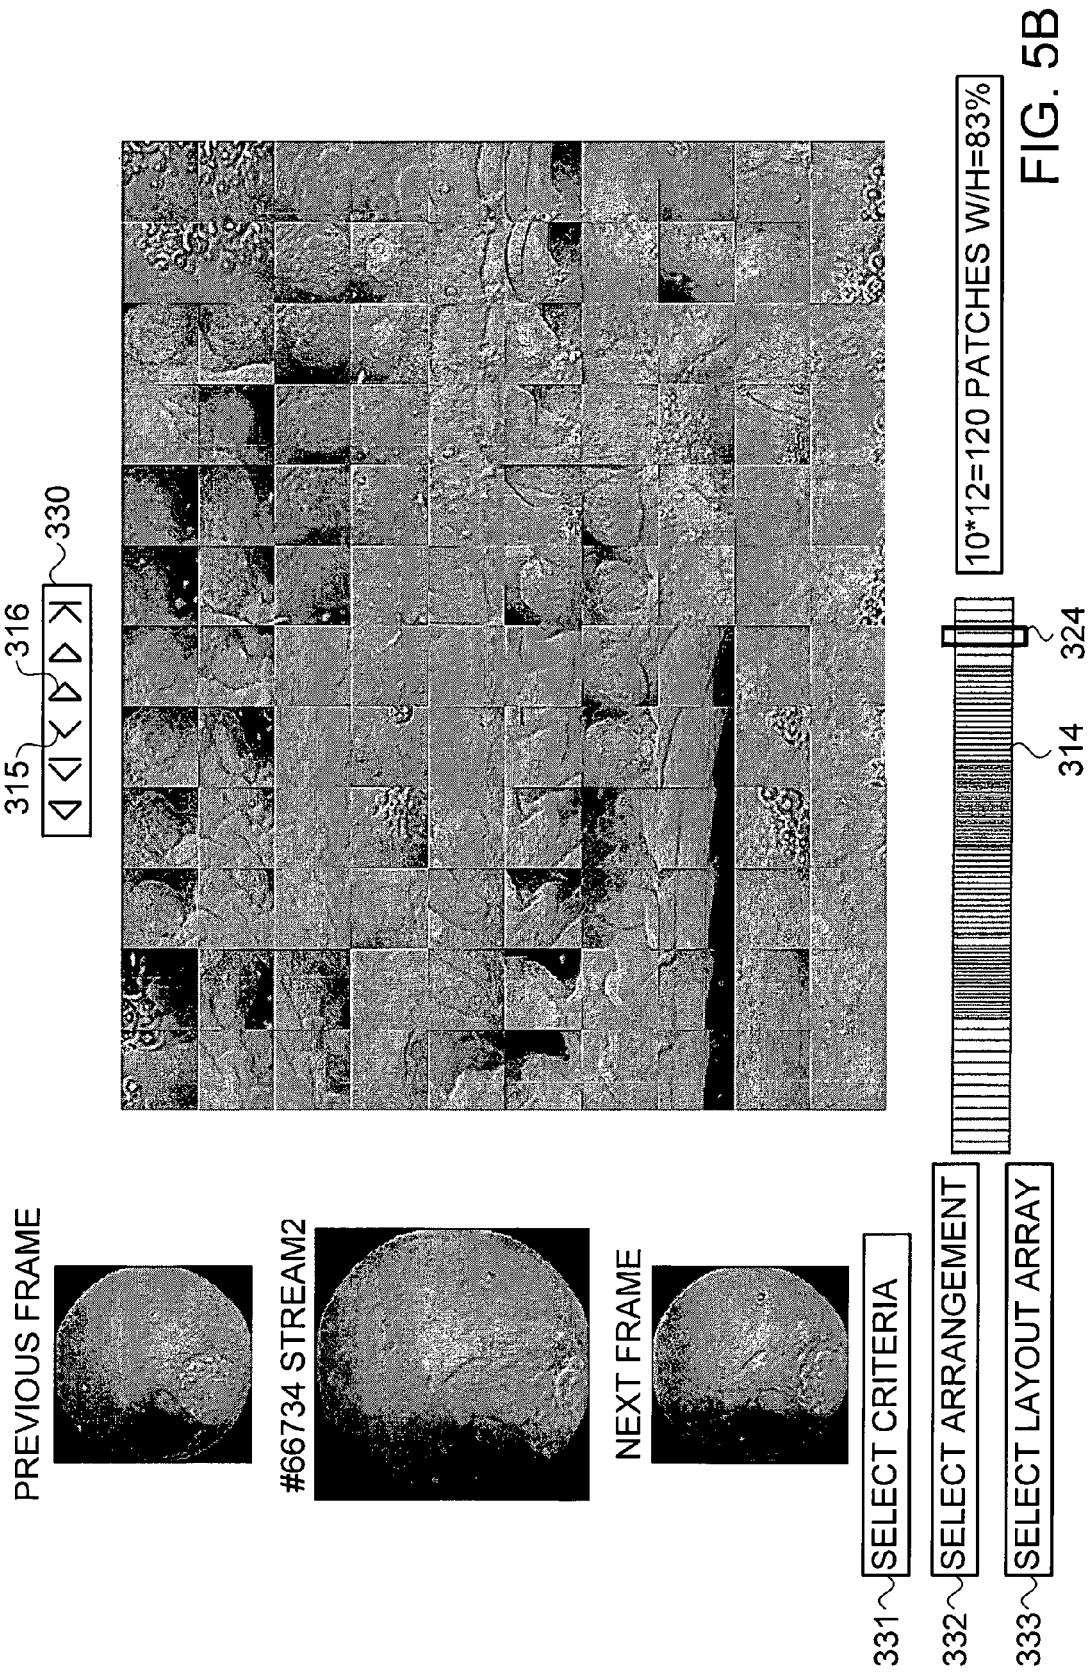 PREVIOUS FRAME
#66734 STREAM2
NEXT FRAME
315
316
330
331
SELECT CRITERIA
332
SELECT ARRANGEMENT
333
SELECT LAYOUT ARRAY
314
324
10*12=120 PATCHES W/H=83%
FIG. 5B